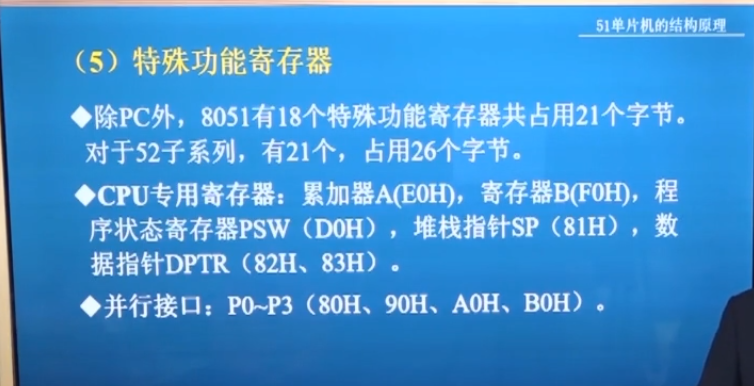 51单片机的结构原理
（5）特殊功能寄存器
◆除PC外，8051有18个特殊功能寄存器共占用21个字节。
对于52子系列，有21个，占用26个字节。
◆CPU专用寄存器：累加器A(E0H)，寄存器B(F0H)，程
序状态寄存器PSW（D0H），堆栈指针SP（81H），数
据指针DPTR（82H、83H）。
◆并行接口：P0~P3（80H、90H、A0H、B0H）。